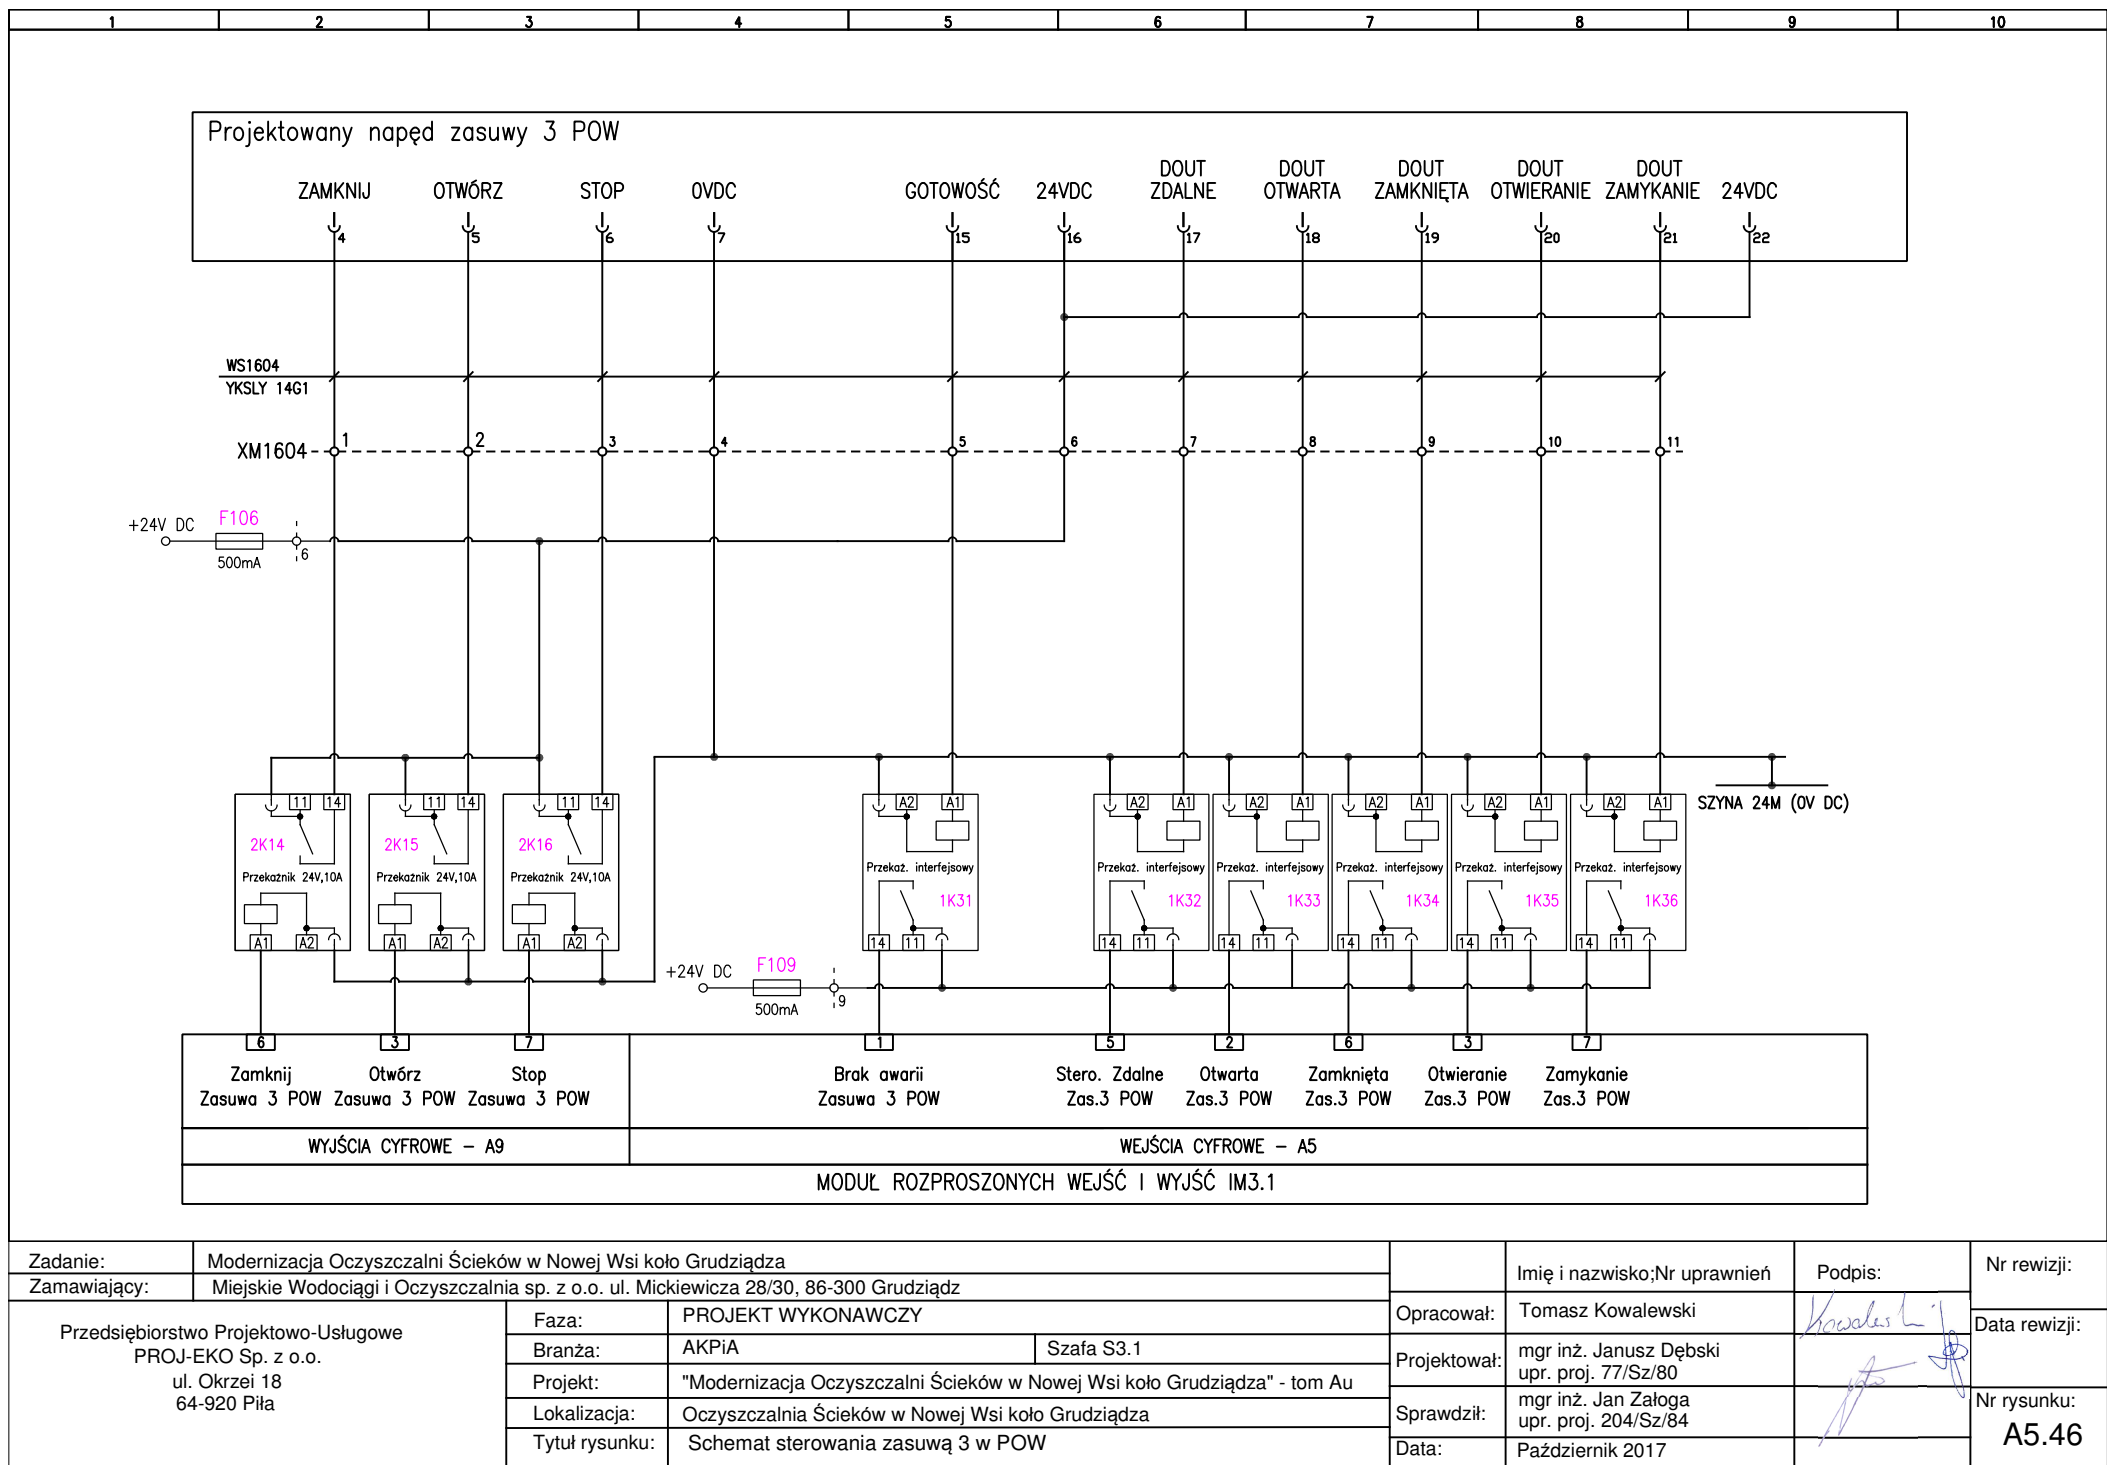 1 2 3 4 5 6 7 8 9 10
Projektowany napęd zasuwy 3 POW
ZAMKNIJ OTWÓRZ STOP 0VDC GOTOWOŚĆ 24VDC DOUT ZDALNE DOUT OTWARTA DOUT ZAMKNIĘTA DOUT OTWIERANIE DOUT ZAMYKANIE 24VDC
4 5 6 7 15 16 17 18 19 20 21 22
WS1604
YKSLY 14G1
XM1604 1 2 3 4 5 6 7 8 9 10 11
+24V DC F106 6
500mA
11 14 11 14 11 14 A2 A1 A2 A1 A2 A1 A2 A1 A2 A1 A2 A1
SZYNA 24M (0V DC)
2K14 2K15 2K16
Przekaż. interfejsowy Przekaż. interfejsowy Przekaż. interfejsowy Przekaż. interfejsowy Przekaż. interfejsowy Przekaż. interfejsowy
Przekaźnik 24V,10A Przekaźnik 24V,10A Przekaźnik 24V,10A
1K31 1K32 1K33 1K34 1K35 1K36
A1 A2 A1 A2 A1 A2 14 11 14 11 14 11 14 11 14 11 14 11
+24V DC F109 9
500mA
6 3 7 1 5 2 6 3 7
Zamknij Otwórz Stop Brak awarii Stero. Zdalne Otwarta Zamknięta Otwieranie Zamykanie
Zasuwa 3 POW Zasuwa 3 POW Zasuwa 3 POW Zasuwa 3 POW Zas.3 POW Zas.3 POW Zas.3 POW Zas.3 POW Zas.3 POW
WYJŚCIA CYFROWE – A9 WEJŚCIA CYFROWE – A5
MODUŁ ROZPROSZONYCH WEJŚĆ I WYJŚĆ IM3.1
Zadanie: Modernizacja Oczyszczalni Ścieków w Nowej Wsi koło Grudziądza
Zamawiający: Miejskie Wodociągi i Oczyszczalnia sp. z o.o. ul. Mickiewicza 28/30, 86-300 Grudziądz
Przedsiębiorstwo Projektowo-Usługowe
PROJ-EKO Sp. z o.o.
ul. Okrzei 18
64-920 Piła
Faza: PROJEKT WYKONAWCZY
Branża: AKPiA Szafa S3.1
Projekt: "Modernizacja Oczyszczalni Ścieków w Nowej Wsi koło Grudziądza" - tom Au
Lokalizacja: Oczyszczalnia Ścieków w Nowej Wsi koło Grudziądza
Tytuł rysunku: Schemat sterowania zasuwą 3 w POW
Imię i nazwisko;Nr uprawnień Podpis:
Opracował: Tomasz Kowalewski
Projektował: mgr inż. Janusz Dębski
upr. proj. 77/Sz/80
Sprawdził: mgr inż. Jan Załoga
upr. proj. 204/Sz/84
Data: Październik 2017
Nr rewizji:
Data rewizji:
Nr rysunku:
A5.46